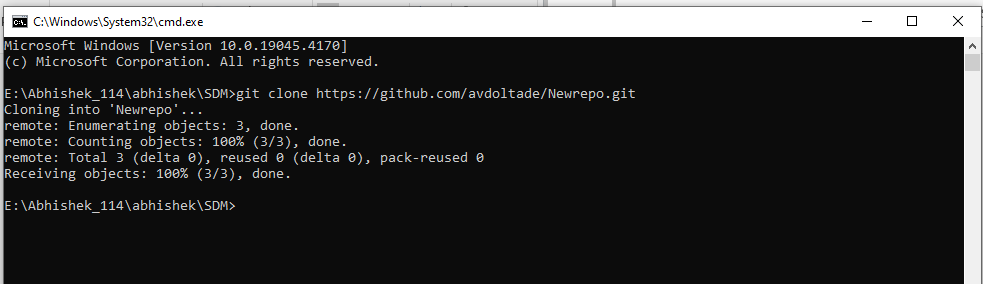 C:\Windows\System32\cmd.exe
Microsoft Windows [Version 10.0.19045.4170]
(c) Microsoft Corporation. All rights reserved.
E:\Abhishek_114\abhishek\SDM>git clone https://github.com/avdoltade/Newrepo.git
Cloning into 'Newrepo'...
remote: Enumerating objects: 3, done.
remote: Counting objects: 100% (3/3), done.
remote: Total 3 (delta 0), reused 0 (delta 0), pack-reused 0
Receiving objects: 100% (3/3), done.
E:\Abhishek_114\abhishek\SDM>